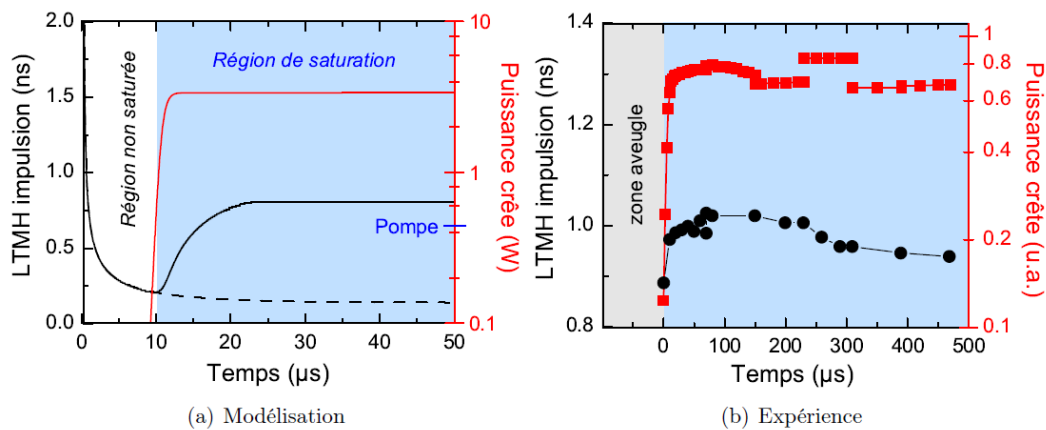 2.0
1.5
1.0
0.5
0.0
LTMH impulsion (ns)
Région non saturée
Région de saturation
Pompe
10
1
0.1
Puissance crêe (W)
0 10 20 30 40 50
Temps (µs)
(a) Modélisation
1.4
1.2
1.0
0.8
LTMH impulsion (ns)
zone aveugle
1
0.8
0.6
0.4
0.2
0.1
Puissance crête (u.a.)
0 100 200 300 400 500
Temps (µs)
(b) Expérience